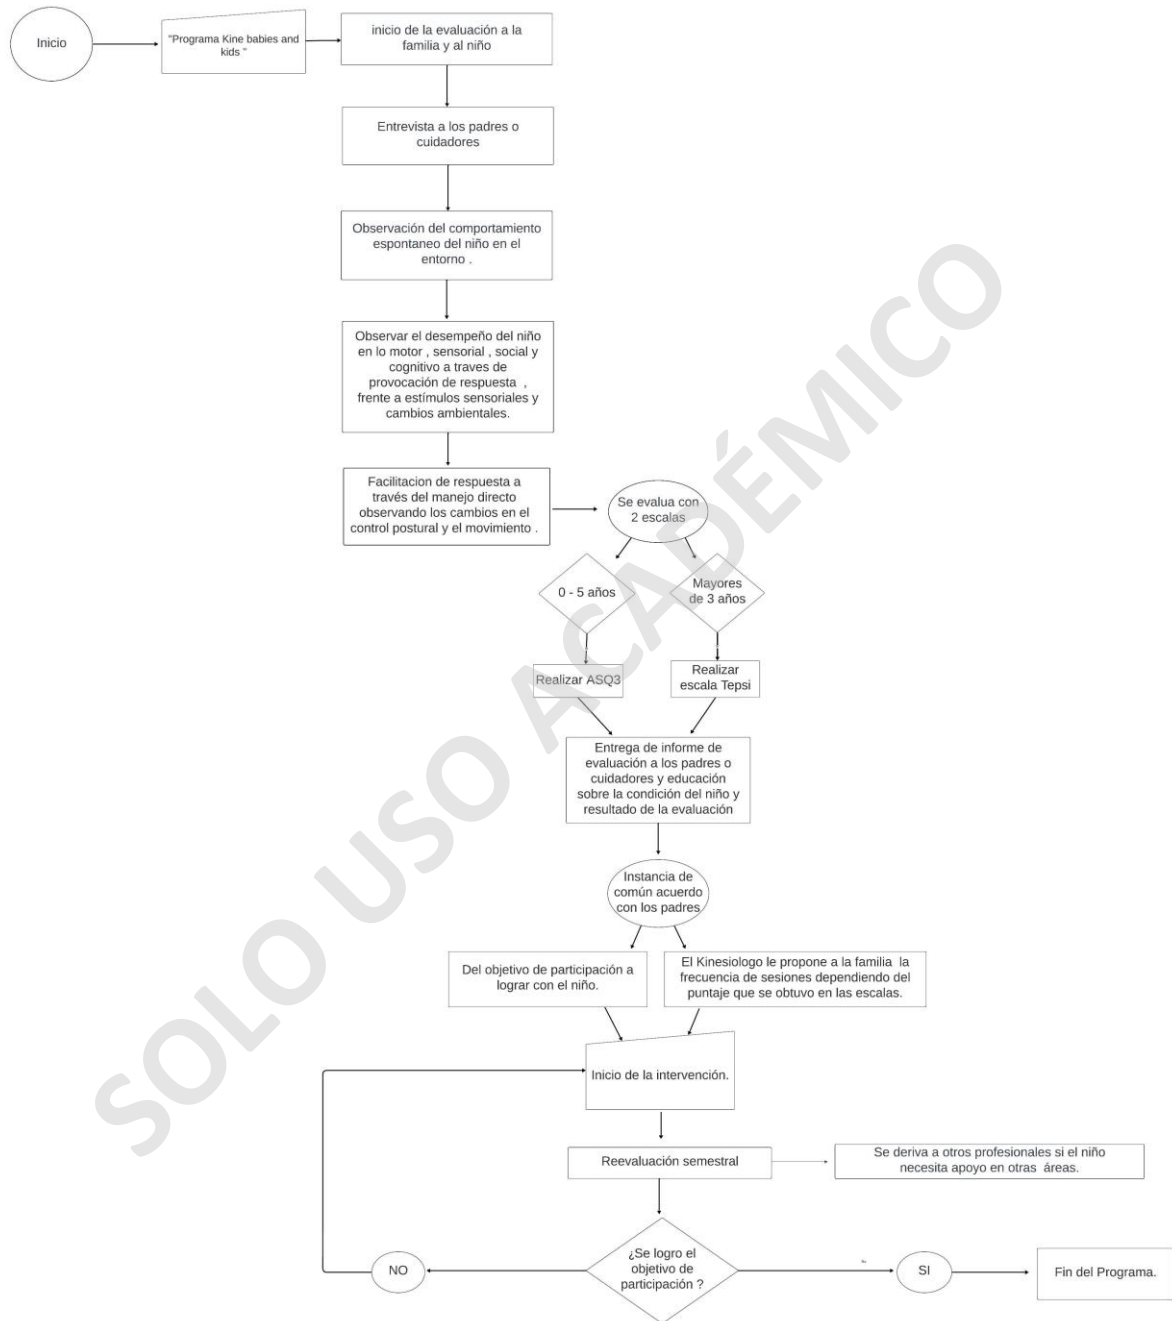 Inicio
"Programa Kine babies and
kids "
inicio de la evaluación a la
familia y al niño
Entrevista a los padres o
cuidadores
Observación del comportamiento
espontaneo del niño en el
entorno .
Observar el desempeño del niño
en lo motor , sensorial , social y
cognitivo a traves de
provocación de respuesta ,
frente a estímulos sensoriales y
cambios ambientales.
Facilitacion de respuesta a
través del manejo directo
observando los cambios en el
control postural y el movimiento .
Se evalua con
2 escalas
0 - 5 años
Mayores
de 3 años
Realizar ASQ3
Realizar
escala Tepsi
Entrega de informe de
evaluación a los padres o
cuidadores y educación
sobre la condición del niño y
resultado de la evaluación
Instancia de
común acuerdo
con los padres
Del objetivo de participación a
lograr con el niño.
El Kinesiologo le propone a la familia la
frecuencia de sesiones dependiendo del
puntaje que se obtuvo en las escalas.
Inicio de la intervención.
Reevaluación semestral
Se deriva a otros profesionales si el niño
necesita apoyo en otras áreas.
¿Se logro el
objetivo de
participación ?
NO
SI
Fin del Programa.
SOLO USO ACADÉMICO